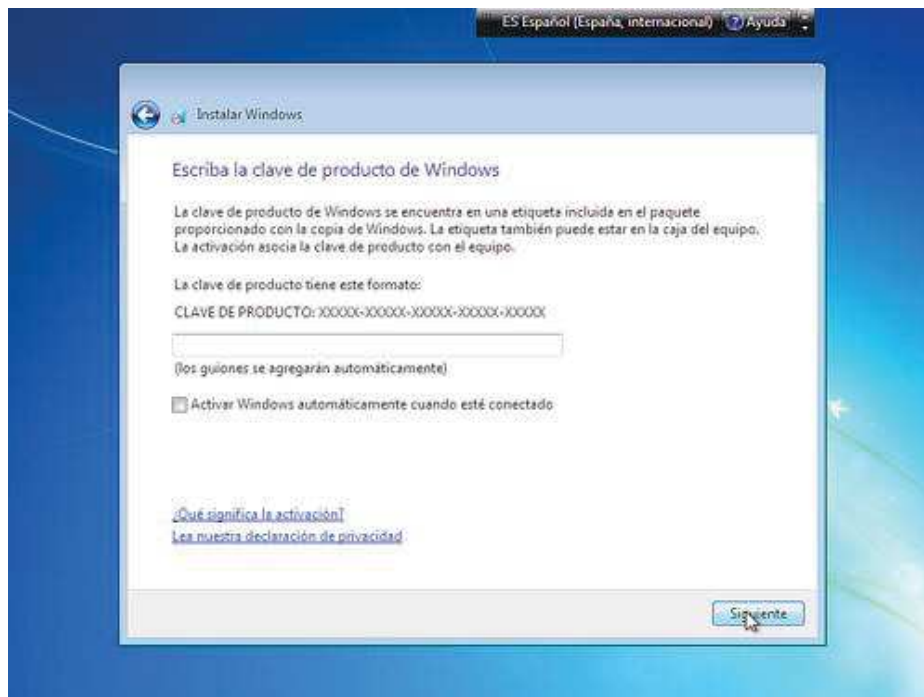 ES Español (España, internacional) Ayuda
Instalar Windows
Escriba la clave de producto de Windows
La clave de producto de Windows se encuentra en una etiqueta incluida en el paquete
proporcionado con la copia de Windows. La etiqueta también puede estar en la caja del equipo.
La activación asocia la clave de producto con el equipo.
La clave de producto tiene este formato:
CLAVE DE PRODUCTO: XXXXX-XXXXX-XXXXX-XXXXX-XXXXX
(los guiones se agregarán automáticamente)
Activar Windows automáticamente cuando esté conectado
¿Qué significa la activación?
Lea nuestra declaración de privacidad
Siguiente